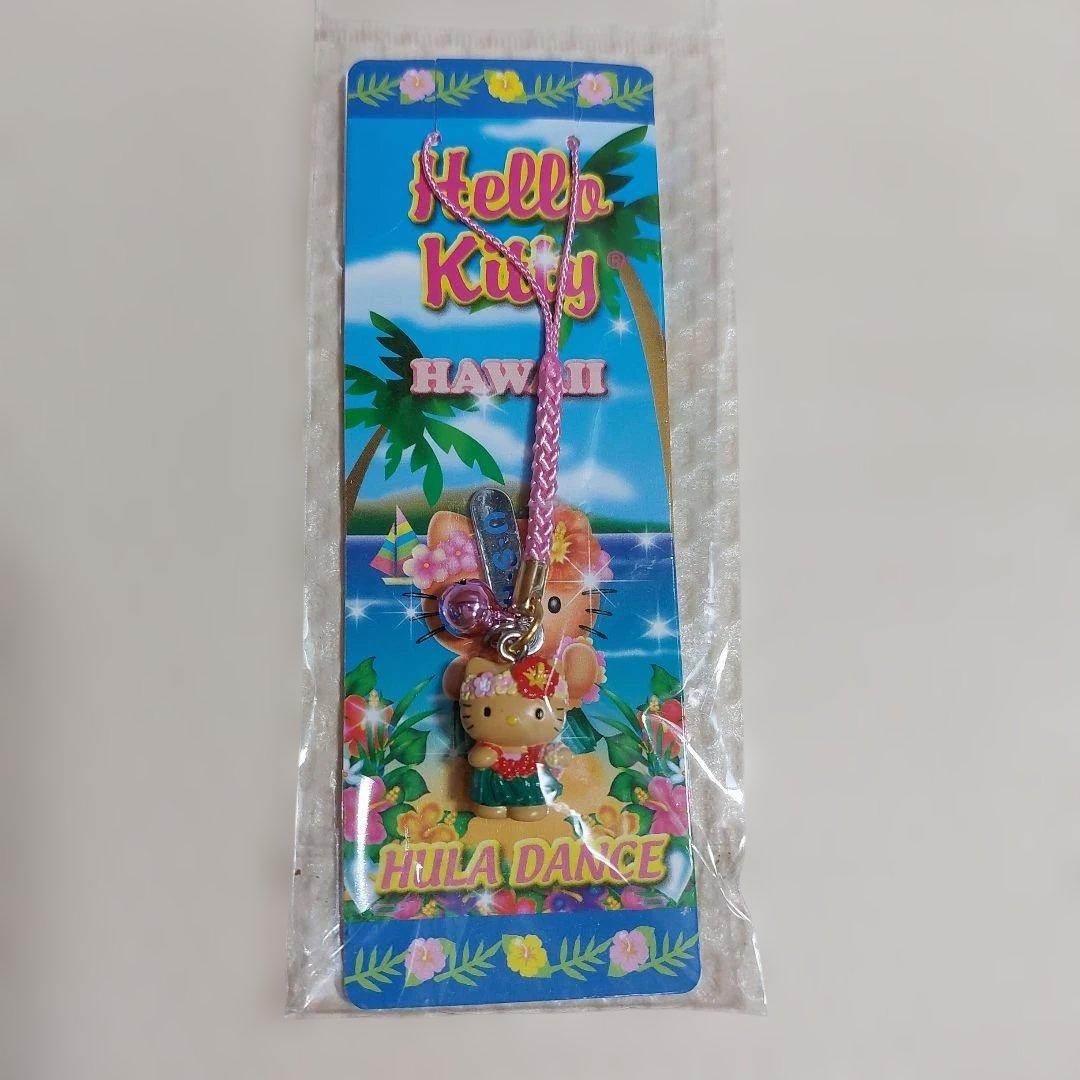 Hello
Kitty®
HAWAII
U·S·
HULA DANCE